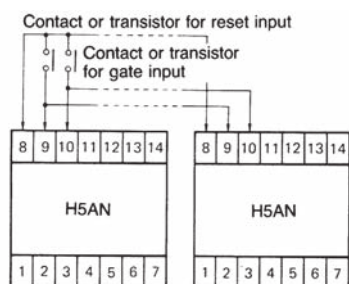 Contact or transistor for reset input
Contact or transistor
for gate input
8 9 10 11 12 13 14
8 9 10 11 12 13 14
H5AN
H5AN
1 2 3 4 5 6 7
1 2 3 4 5 6 7